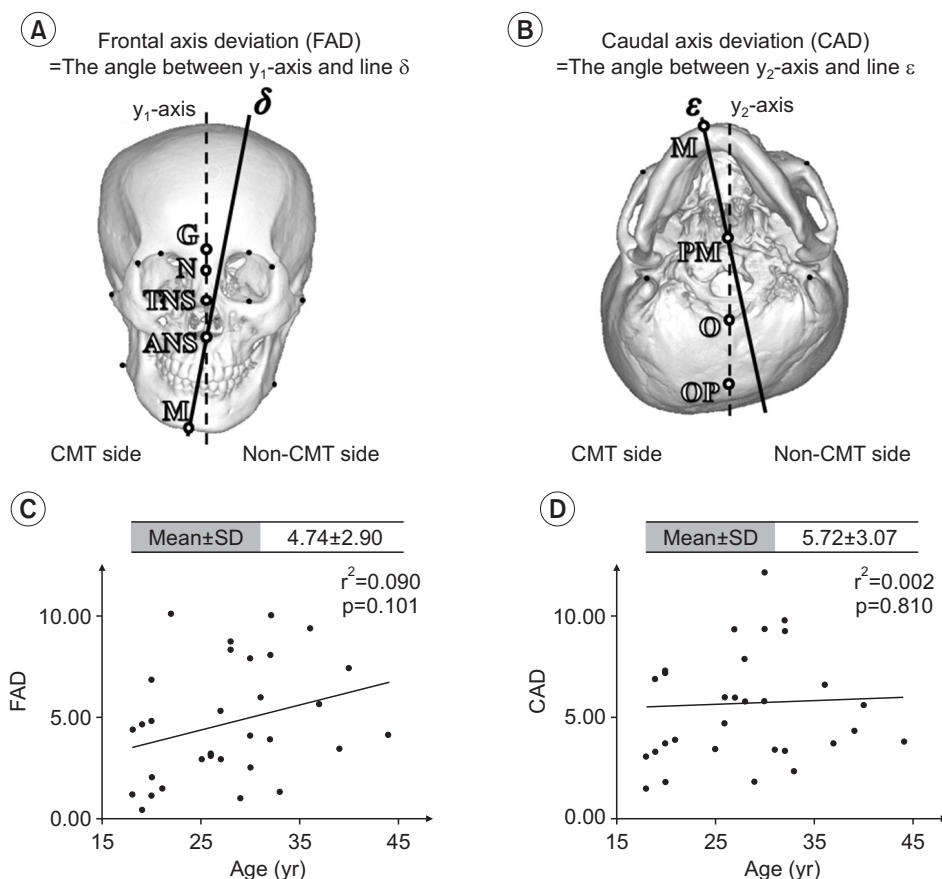 A
Frontal axis deviation (FAD)
=The angle between y₁-axis and line δ
y₁-axis
δ
G
N
TNS
ANS
M
CMT side
Non-CMT side
B
Caudal axis deviation (CAD)
=The angle between y₂-axis and line ε
ε
y₂-axis
M
PM
O
OP
CMT side
Non-CMT side
C
Mean±SD 4.74±2.90
r²=0.090
p=0.101
10.00
5.00
0.00
FAD
15 25 35 45
Age (yr)
D
Mean±SD 5.72±3.07
r²=0.002
p=0.810
10.00
5.00
0.00
CAD
15 25 35 45
Age (yr)